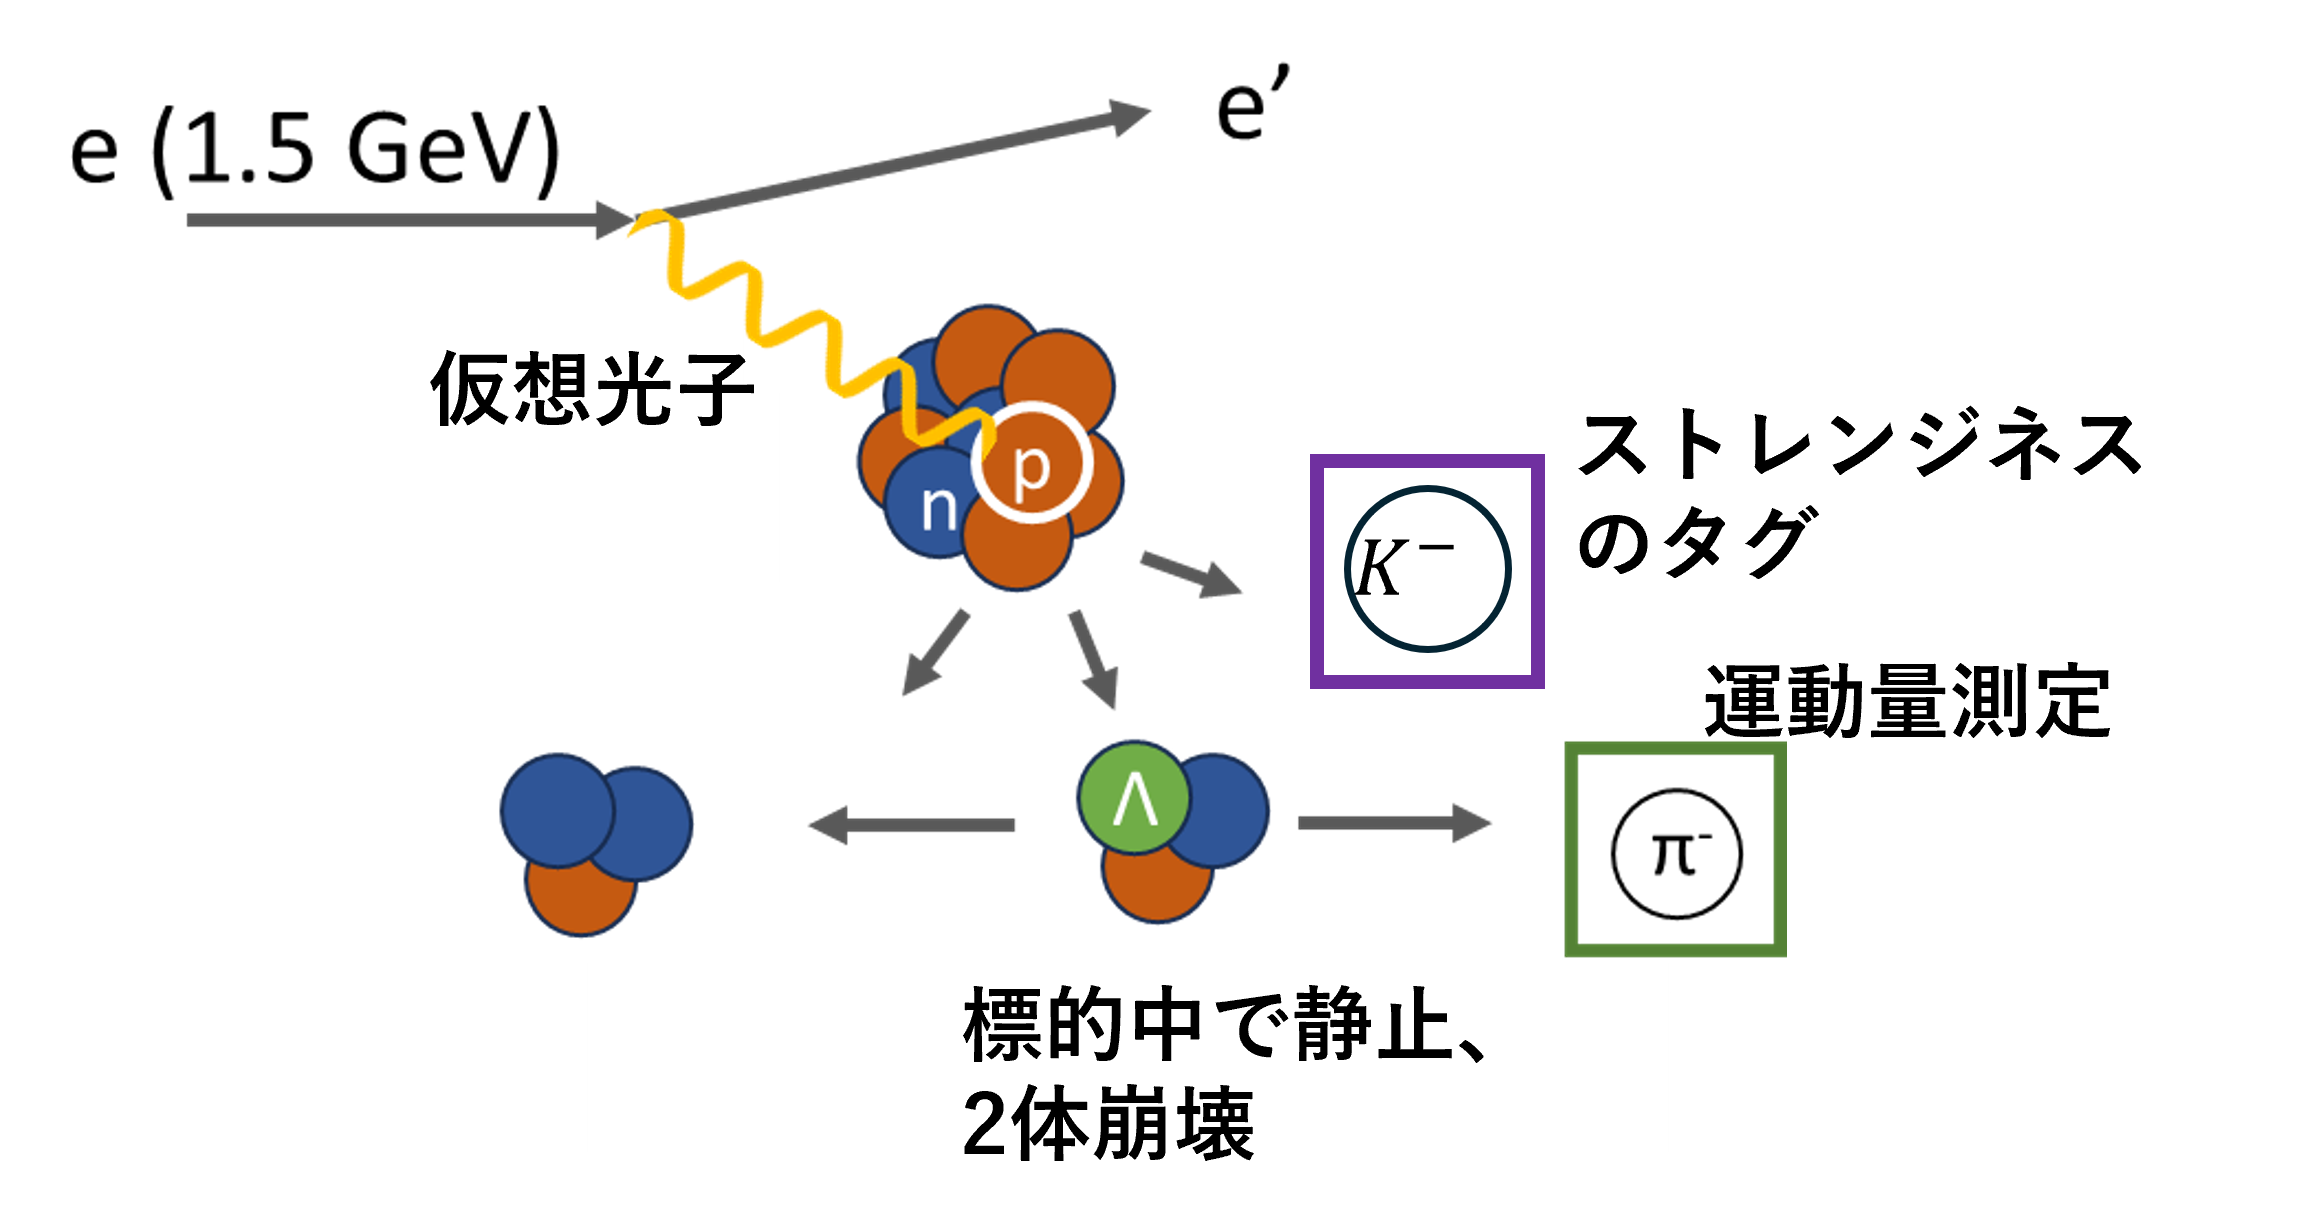 e (1.5 GeV)
e’
仮想光子
n
p
K⁻
ストレンジネス
のタグ
運動量測定
Λ
π⁻
標的中で静止、
2体崩壊